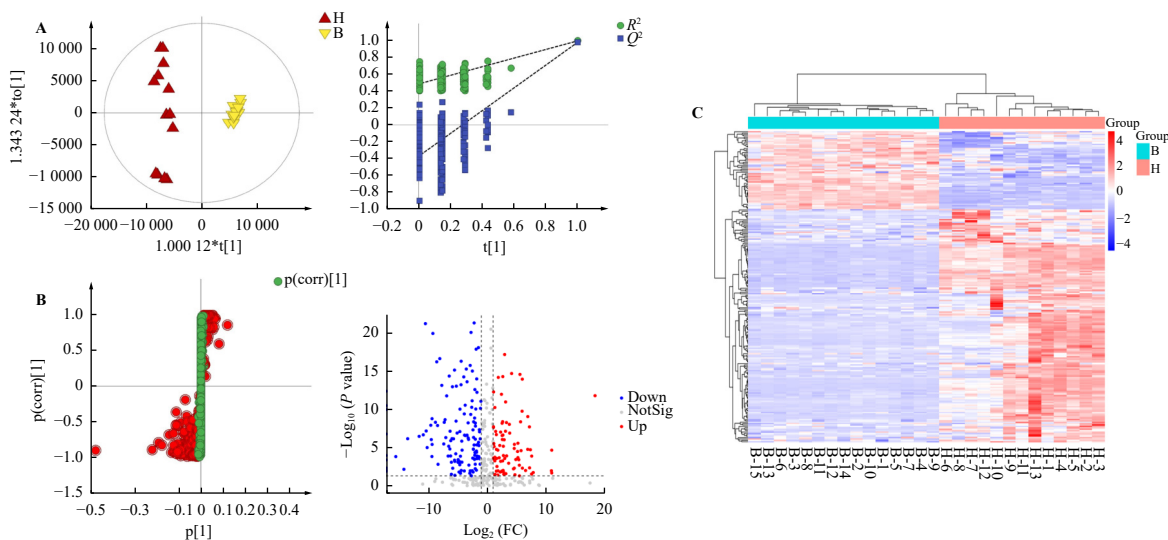 A
H
B
1.343 24*to[1]
10 000
5000
0
−5000
−10000
−15 000
−20 000
−10 000
0
10 000
1.000 12*t[1]
R²
Q²
1.0
0.8
0.6
0.4
0.2
0
−0.2
−0.4
−0.6
−0.8
−1.0
0
0.2
0.4
0.6
0.8
1.0
t[1]
B
p(corr)[1]
p(corr)[1]
1.0
0.5
0
−0.5
−1.0
−1.5
−0.5
−0.3
−0.1
0
0.1
0.2
0.3
0.4
p[1]
−Log₁₀ (P value)
20
15
10
5
0
−10
0
10
20
Log₂ (FC)
Down
NotSig
Up
C
Group
4
2
0
−2
−4
Group
B
H
B-15
B-13
B-6
B-3
B-8
B-11
B-12
B-14
B-2
B-10
B-1
B-5
B-7
B-4
B-9
H-6
H-8
H-7
H-12
H-10
H-9
H-11
H-13
H-1
H-4
H-5
H-2
H-3